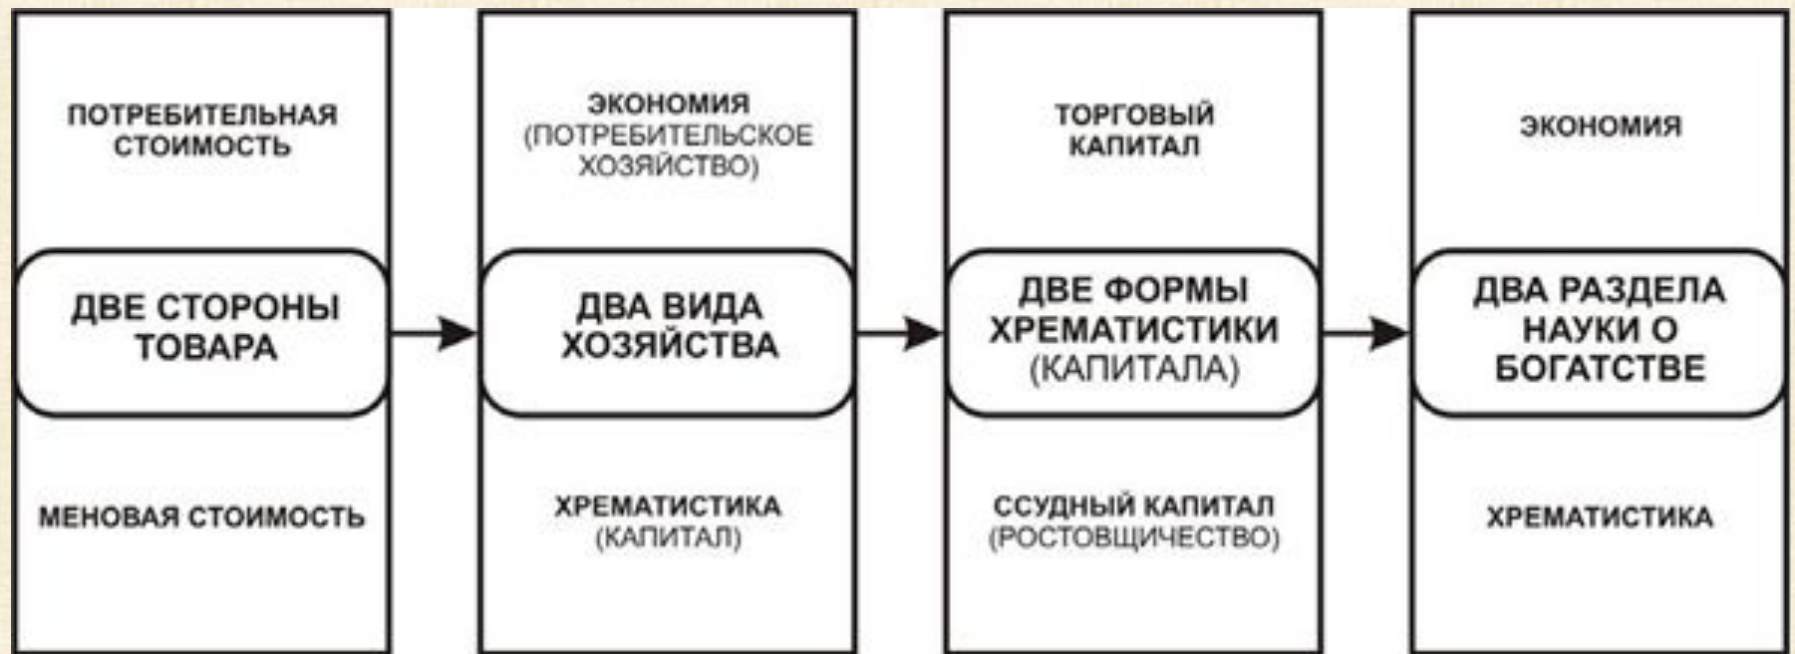 ПОТРЕБИТЕЛЬНАЯ
СТОИМОСТЬ
ДВЕ СТОРОНЫ
ТОВАРА
МЕНОВАЯ СТОИМОСТЬ
ЭКОНОМИЯ
(ПОТРЕБИТЕЛЬСКОЕ
ХОЗЯЙСТВО)
ДВА ВИДА
ХОЗЯЙСТВА
ХРЕМАТИСТИКА
(КАПИТАЛ)
ТОРГОВЫЙ
КАПИТАЛ
ДВЕ ФОРМЫ
ХРЕМАТИСТИКИ
(КАПИТАЛА)
ССУДНЫЙ КАПИТАЛ
(РОСТОВЩИЧЕСТВО)
ЭКОНОМИЯ
ДВА РАЗДЕЛА
НАУКИ О
БОГАТСТВЕ
ХРЕМАТИСТИКА